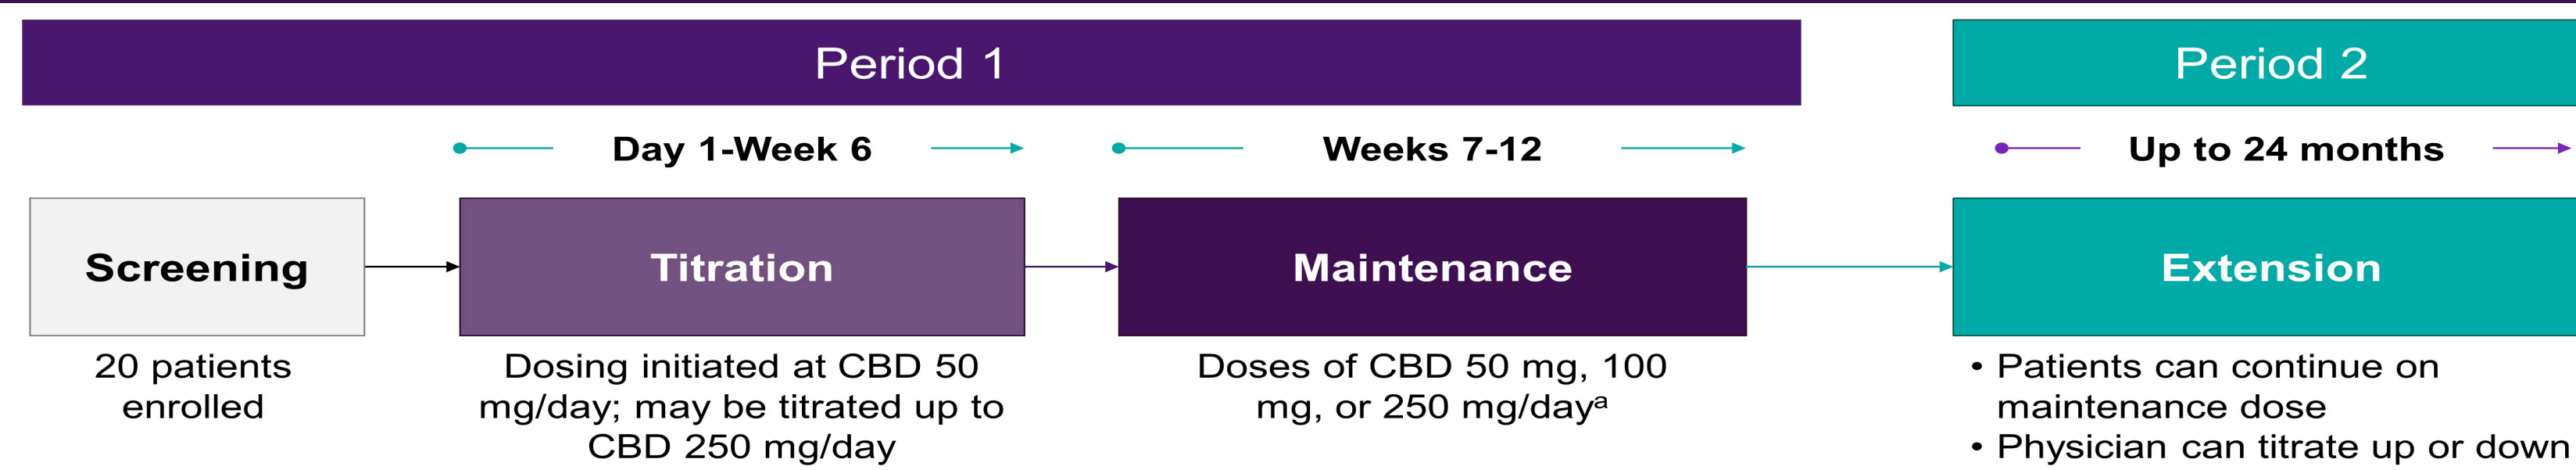 Period 1
Period 2
Day 1-Week 6
Weeks 7-12
Up to 24 months
Screening
Titration
Maintenance
Extension
20 patients
enrolled
Dosing initiated at CBD 50
mg/day; may be titrated up to
CBD 250 mg/day
Doses of CBD 50 mg, 100
mg, or 250 mg/dayᵃ
• Patients can continue on
maintenance dose
• Physician can titrate up or down